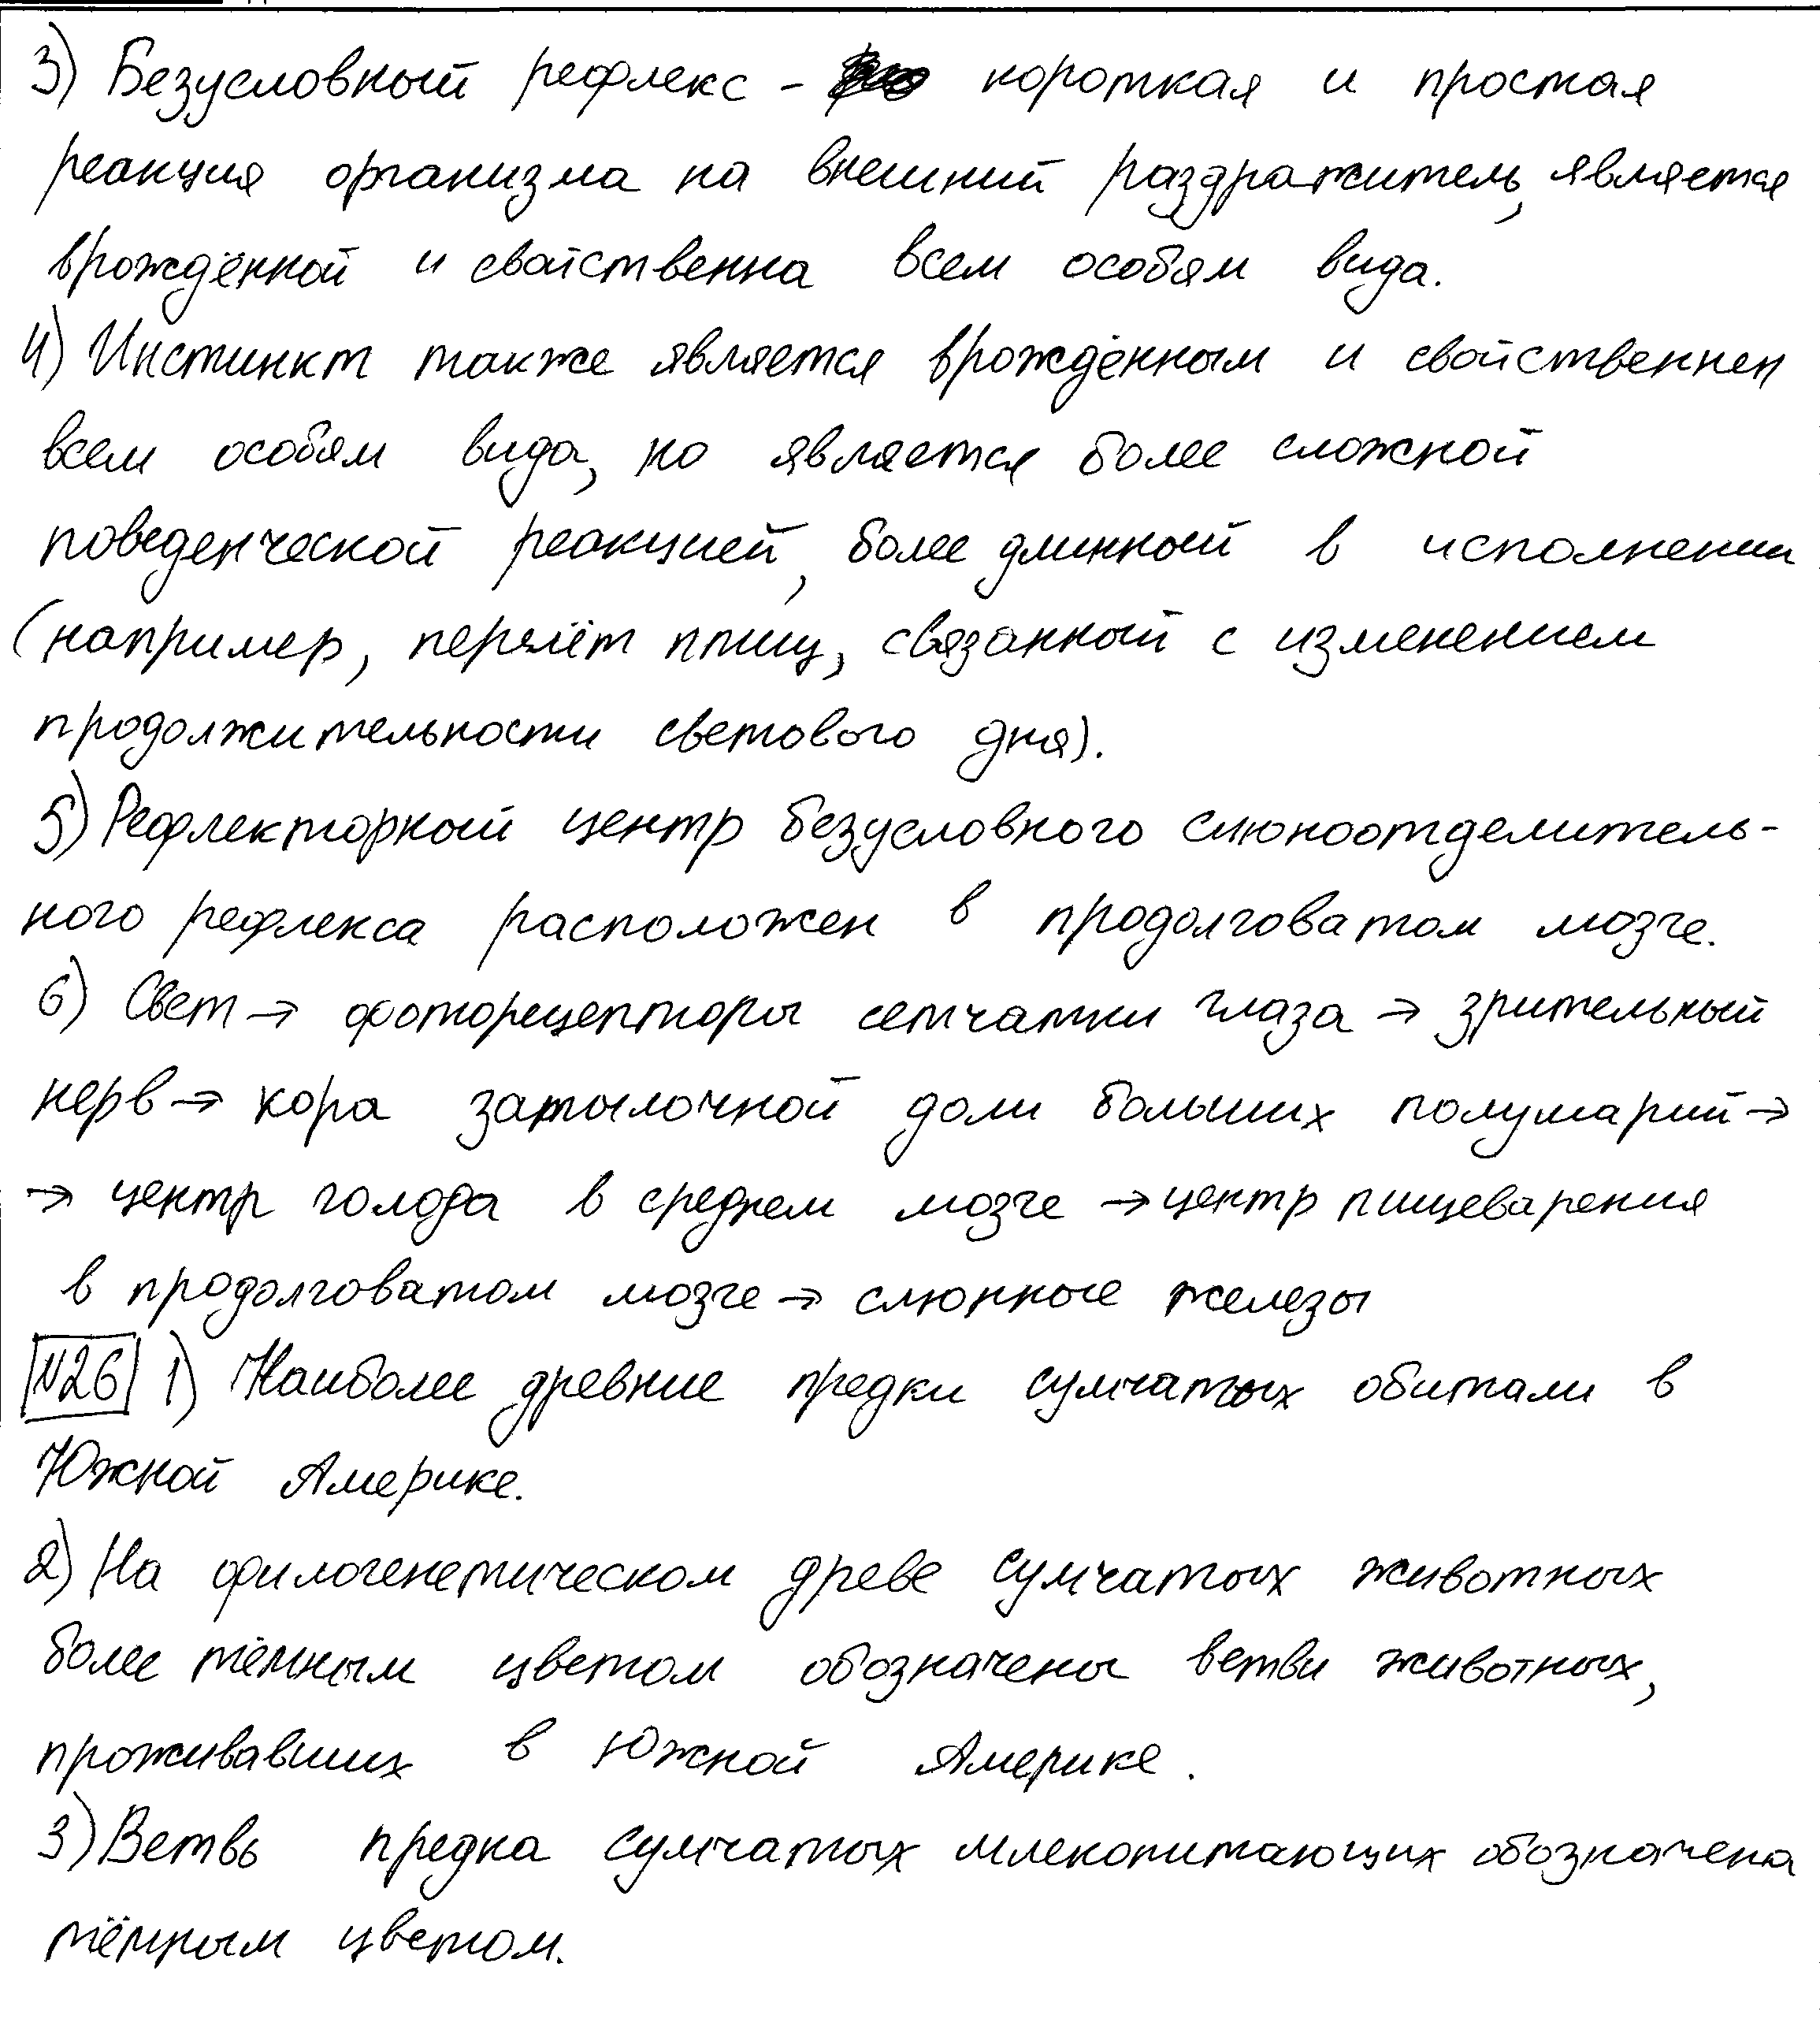 3) Безусловный рефлекс - короткая и простая
реакция организма на внешний раздражитель, является
врождённой и свойственна всем особям вида.
4) Инстинкт также является врождённым и свойственнен
всем особям вида, но является более сложной
поведенческой реакцией, более длинный в исполнении
(например, перелёт птиц, связанный с изменением
продолжительности светового дня).
5) Рефлекторный центр безусловного слюноотделитель-
ного рефлекса расположен в продолговатом мозге.
6) Свет → фоторецепторы сетчатки глаза → зрительный
нерв → кора затылочной доли больших полушарий →
→ центр голода в среднем мозге → центр пищеварения
в продолговатом мозге → слюнные железы
№26 1) Наиболее древние предки сумчатых обитали в
Южной Америке.
2) На филогенетическом древе сумчатых животных
более тёмным цветом обозначены ветви животных,
проживавших в Южной Америке.
3) Ветвь предка сумчатых млекопитающих обозначена
тёмным цветом.